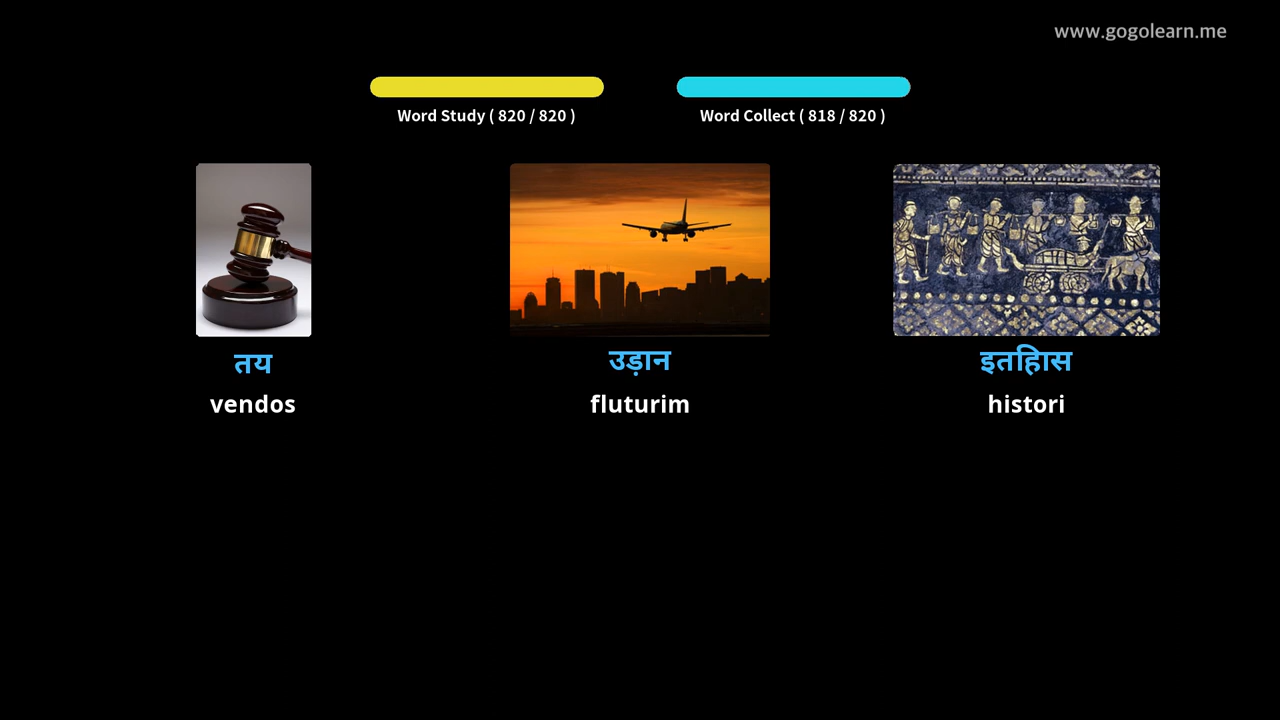 www.gogolearn.me
Word Study ( 820 / 820 )
Word Collect ( 818 / 820 )
तय
उड़ान
इतिहास
vendos
fluturim
histori